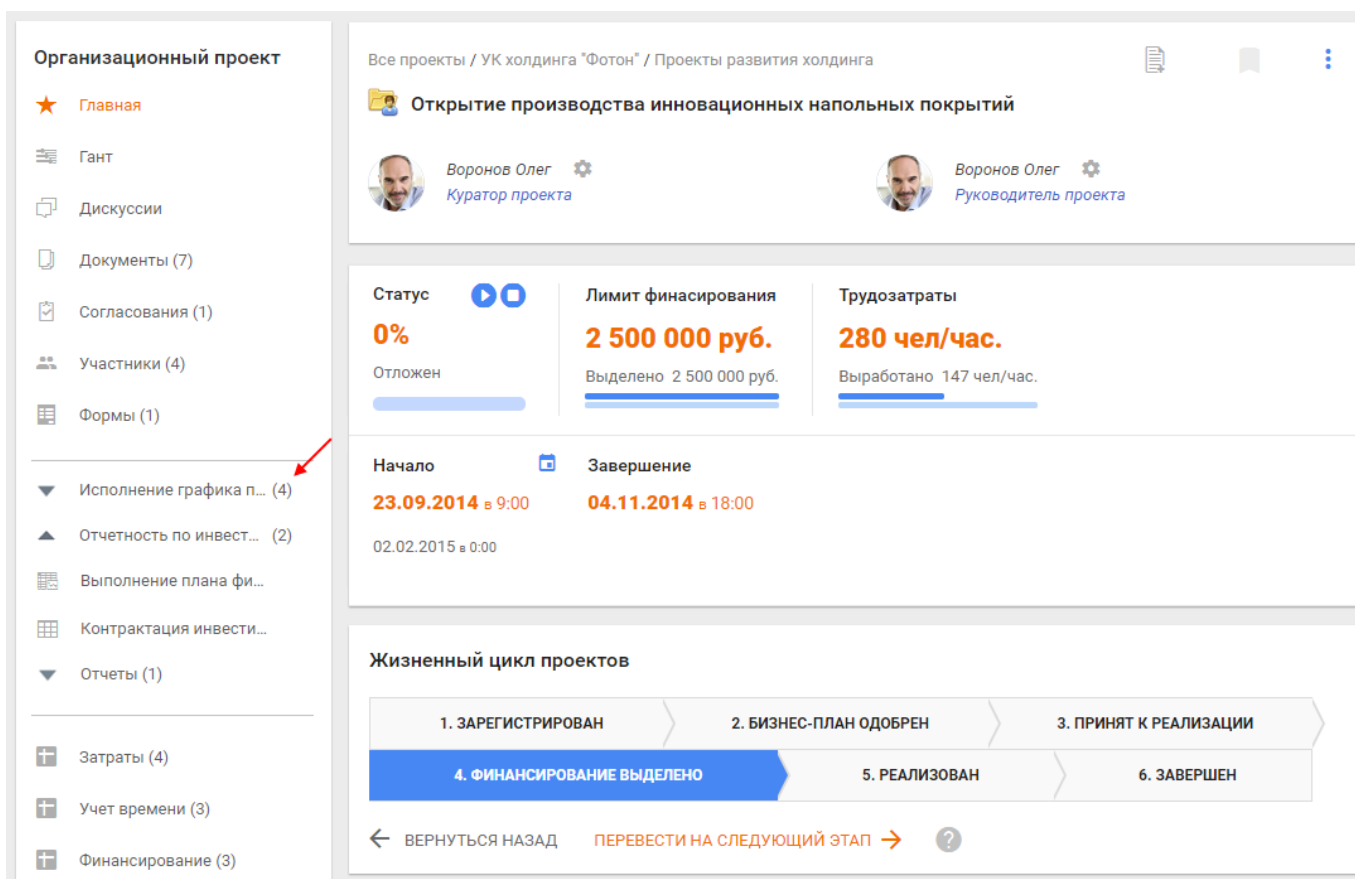 Организационный проект
Главная
Гант
Дискуссии
Документы (7)
Согласования (1)
Участники (4)
Формы (1)
Исполнение графика п... (4)
Отчетность по инвест... (2)
Выполнение плана фи...
Контрактация инвести...
Отчеты (1)
Затраты (4)
Учет времени (3)
Финансирование (3)
Все проекты / УК холдинга "Фотон" / Проекты развития холдинга
Открытие производства инновационных напольных покрытий
Воронов Олег
Куратор проекта
Воронов Олег
Руководитель проекта
Статус
0%
Отложен
Лимит финасирования
2 500 000 руб.
Выделено 2 500 000 руб.
Трудозатраты
280 чел/час.
Выработано 147 чел/час.
Начало
23.09.2014 в 9:00
02.02.2015 в 0:00
Завершение
04.11.2014 в 18:00
Жизненный цикл проектов
1. ЗАРЕГИСТРИРОВАН
2. БИЗНЕС-ПЛАН ОДОБРЕН
3. ПРИНЯТ К РЕАЛИЗАЦИИ
4. ФИНАНСИРОВАНИЕ ВЫДЕЛЕНО
5. РЕАЛИЗОВАН
6. ЗАВЕРШЕН
ВЕРНУТЬСЯ НАЗАД
ПЕРЕВЕСТИ НА СЛЕДУЮЩИЙ ЭТАП
?